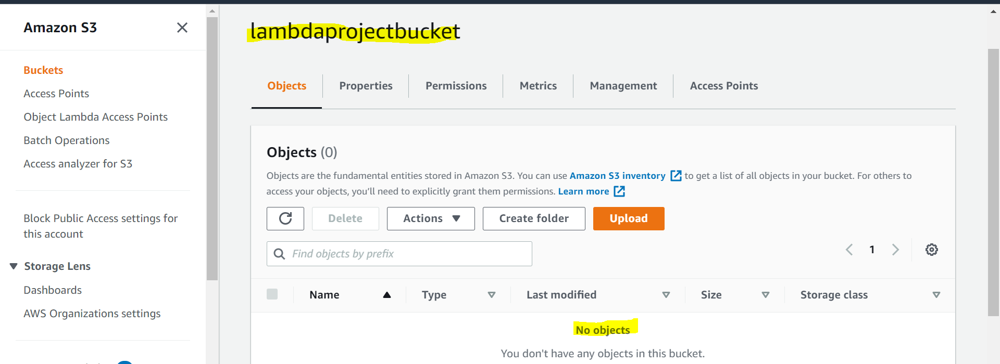 Amazon S3
Buckets
Access Points
Object Lambda Access Points
Batch Operations
Access analyzer for S3
Block Public Access settings for
this account
Storage Lens
Dashboards
AWS Organizations settings
lambdaprojectbucket
Objects Properties Permissions Metrics Management Access Points
Objects (0)
Objects are the fundamental entities stored in Amazon S3. You can use Amazon S3 inventory to get a list of all objects in your bucket. For others to
access your objects, you’ll need to explicitly grant them permissions. Learn more
Delete Actions Create folder Upload
Find objects by prefix
1
Name Type Last modified Size Storage class
No objects
You don't have any objects in this bucket.